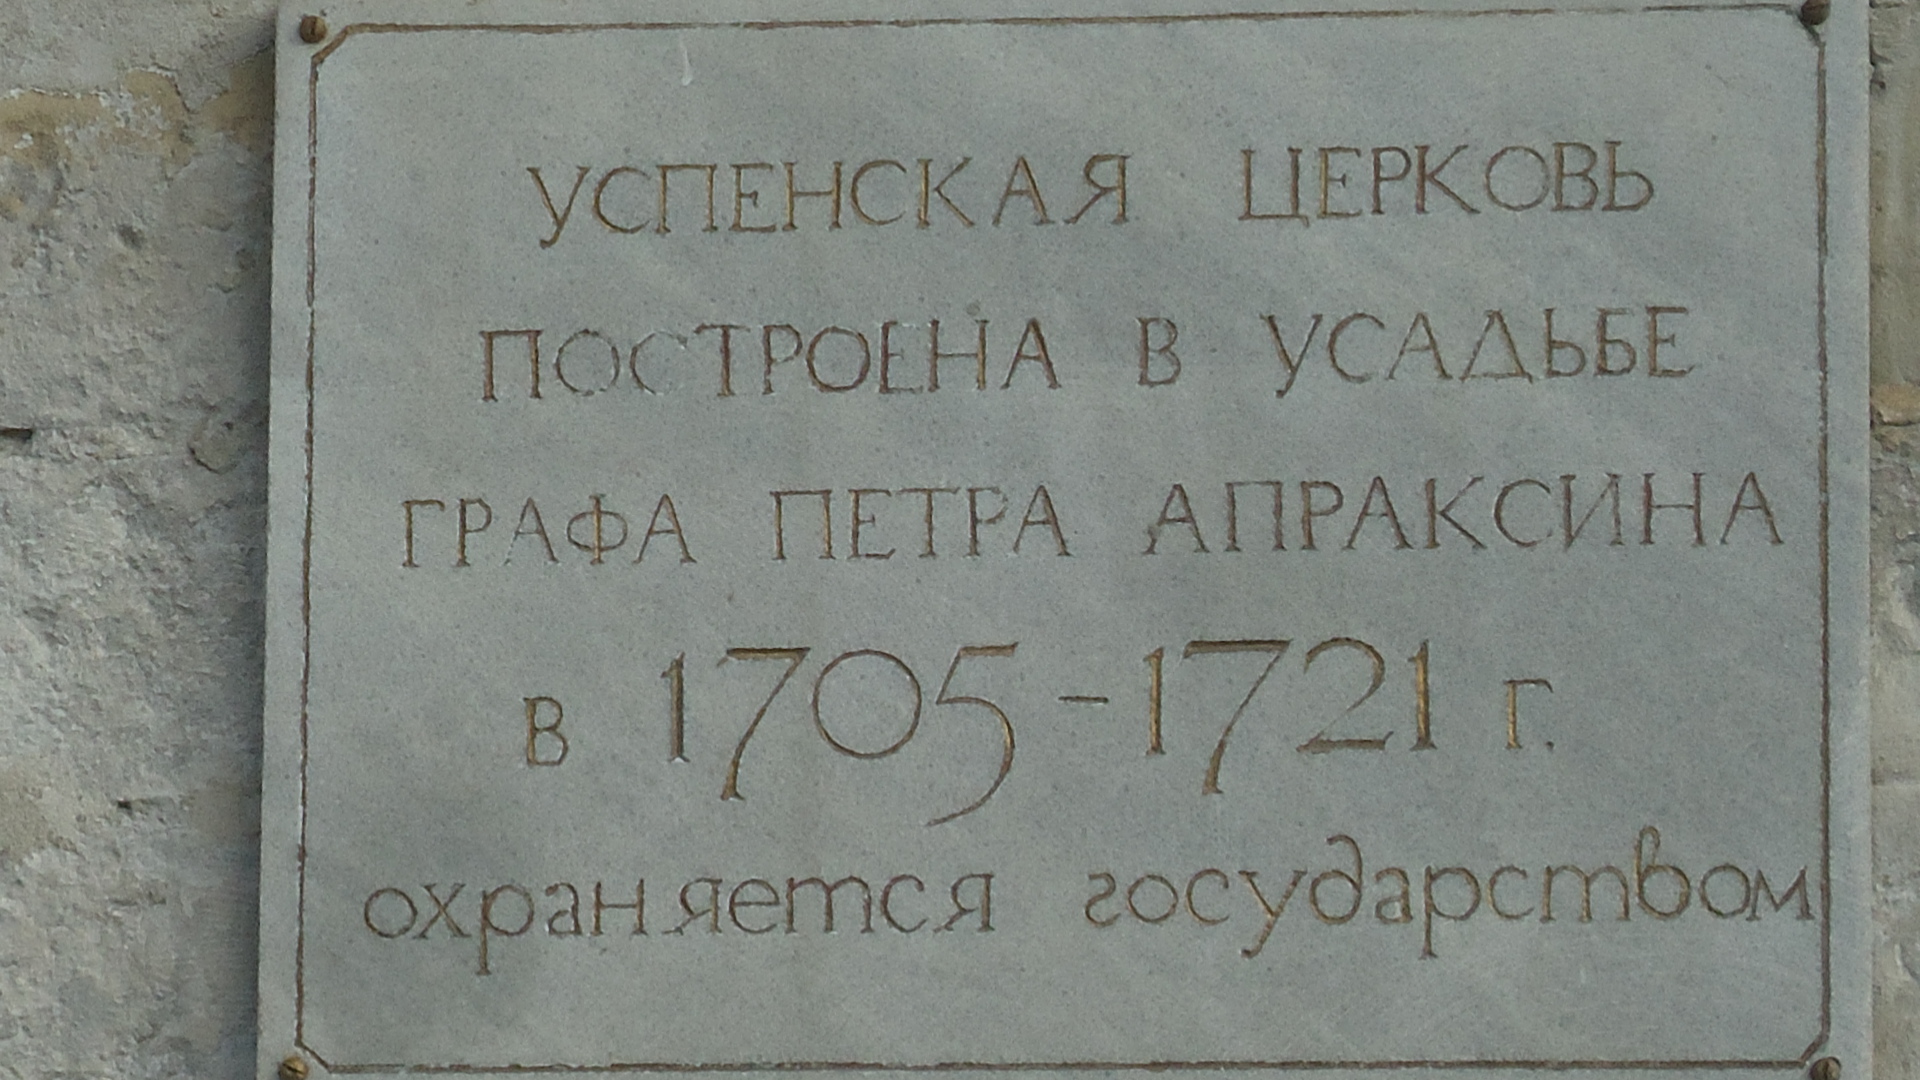 УСПЕНСКАЯ ЦЕРКОВЬ
ПОСТРОЕНА В УСАДЬБЕ
ГРАФА ПЕТРА АПРАКСИНА
в 1705-1721 г.
охраняется государством